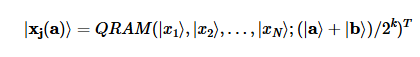 |x_j(a)⟩ = QRAM(|x_1⟩, |x_2⟩, …, |x_N⟩; (|a⟩ + |b⟩)/2^k)^T